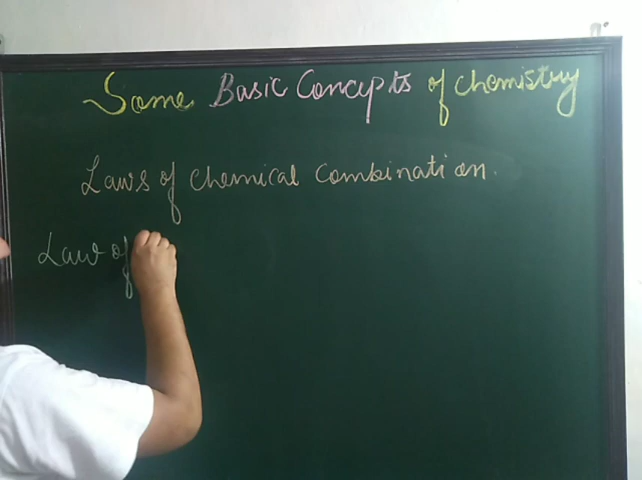 Some Basic Concepts of Chemistry
Laws of Chemical Combination.
Law of